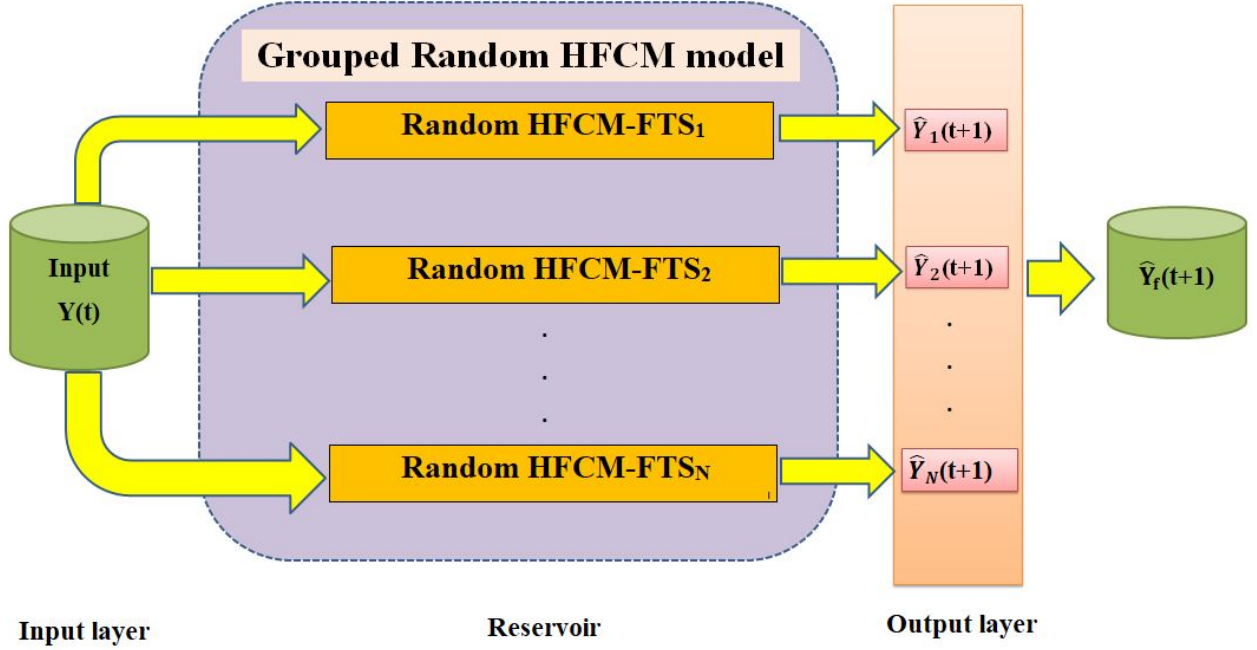 Grouped Random HFCM model
Random HFCM-FTS₁
Ŷ₁(t+1)
Input
Y(t)
Random HFCM-FTS₂
Ŷ₂(t+1)
Ŷf(t+1)
.
.
.
.
.
.
Random HFCM-FTSN
ŶN(t+1)
Input layer
Reservoir
Output layer